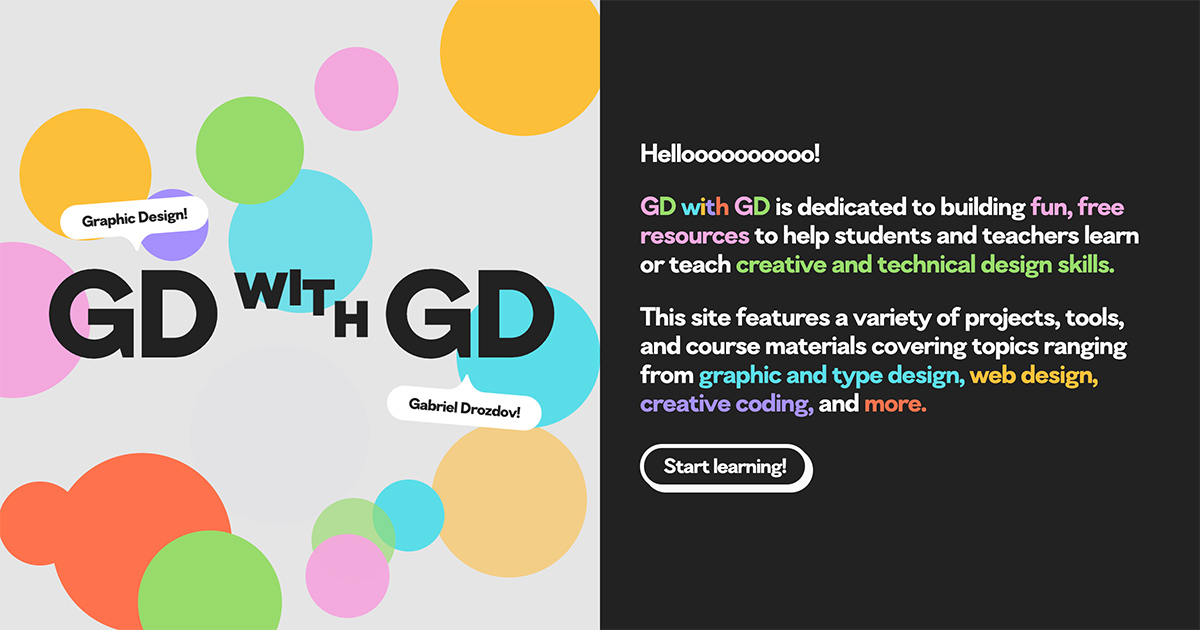 Graphic Design!
GD WITH GD
Gabriel Drozdov!
Helloooooooooo!
GD with GD is dedicated to building fun, free
resources to help students and teachers learn
or teach creative and technical design skills.
This site features a variety of projects, tools,
and course materials covering topics ranging
from graphic and type design, web design,
creative coding, and more.
Start learning!